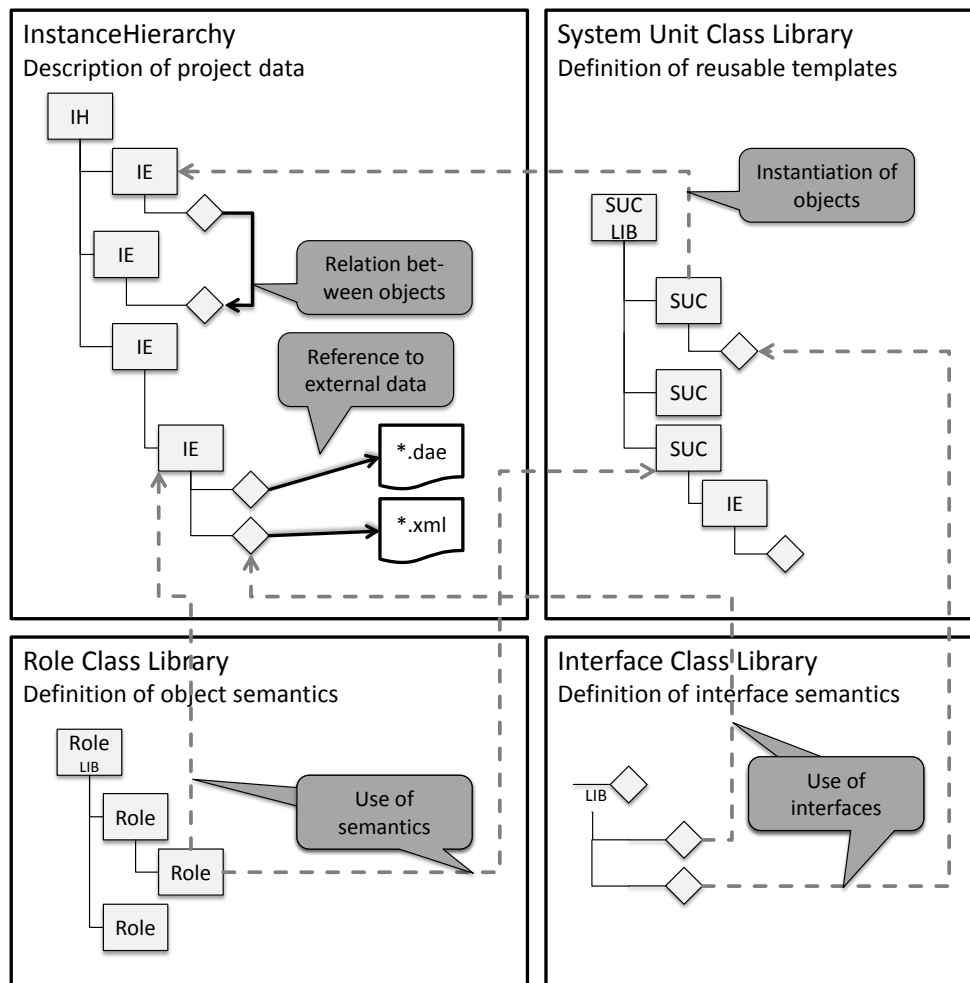 InstanceHierarchy
Description of project data
IH
IE
IE
Relation bet-
ween objects
IE
Reference to
external data
IE
*.dae
*.xml
System Unit Class Library
Definition of reusable templates
Instantiation of
objects
SUC
LIB
SUC
SUC
SUC
IE
Role Class Library
Definition of object semantics
Role
LIB
Role
Role
Role
Use of
semantics
Interface Class Library
Definition of interface semantics
LIB
Use of
interfaces